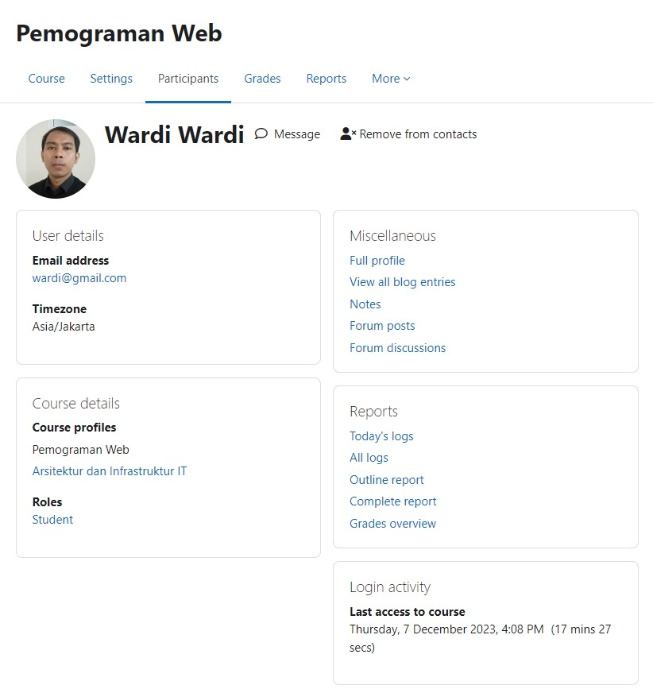 Pemograman Web
Course Settings Participants Grades Reports More
Wardi Wardi Message Remove from contacts
User details
Email address
wardi@gmail.com
Timezone
Asia/Jakarta
Course details
Course profiles
Pemograman Web
Arsitektur dan Infrastruktur IT
Roles
Student
Miscellaneous
Full profile
View all blog entries
Notes
Forum posts
Forum discussions
Reports
Today's logs
All logs
Outline report
Complete report
Grades overview
Login activity
Last access to course
Thursday, 7 December 2023, 4:08 PM (17 mins 27
secs)